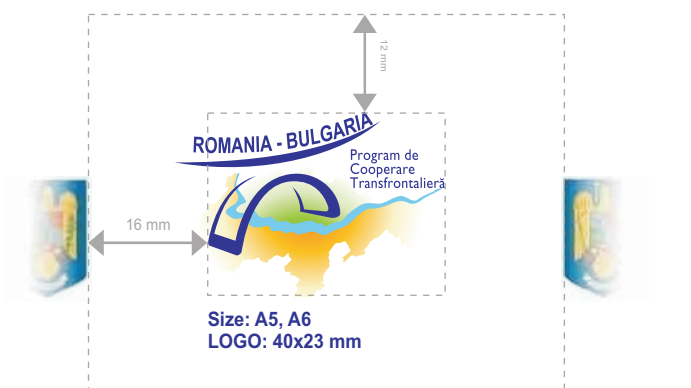 12 mm
ROMANIA - BULGARIA
Program de
Cooperare
Transfrontalieră
16 mm
Size: A5, A6
LOGO: 40x23 mm